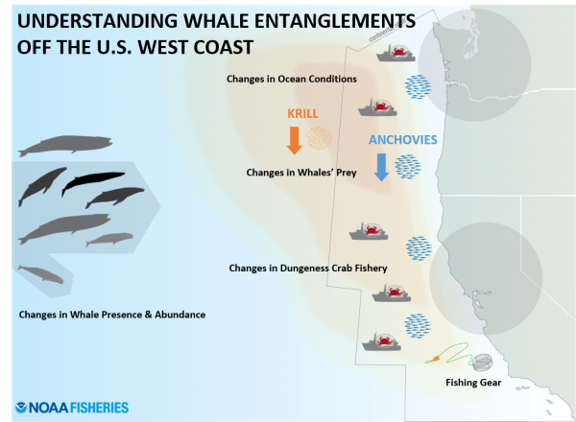 UNDERSTANDING WHALE ENTANGLEMENTS
OFF THE U.S. WEST COAST
continental
Changes in Ocean Conditions
KRILL
ANCHOVIES
Changes in Whales' Prey
Changes in Dungeness Crab Fishery
Changes in Whale Presence & Abundance
Fishing Gear
NOAA FISHERIES